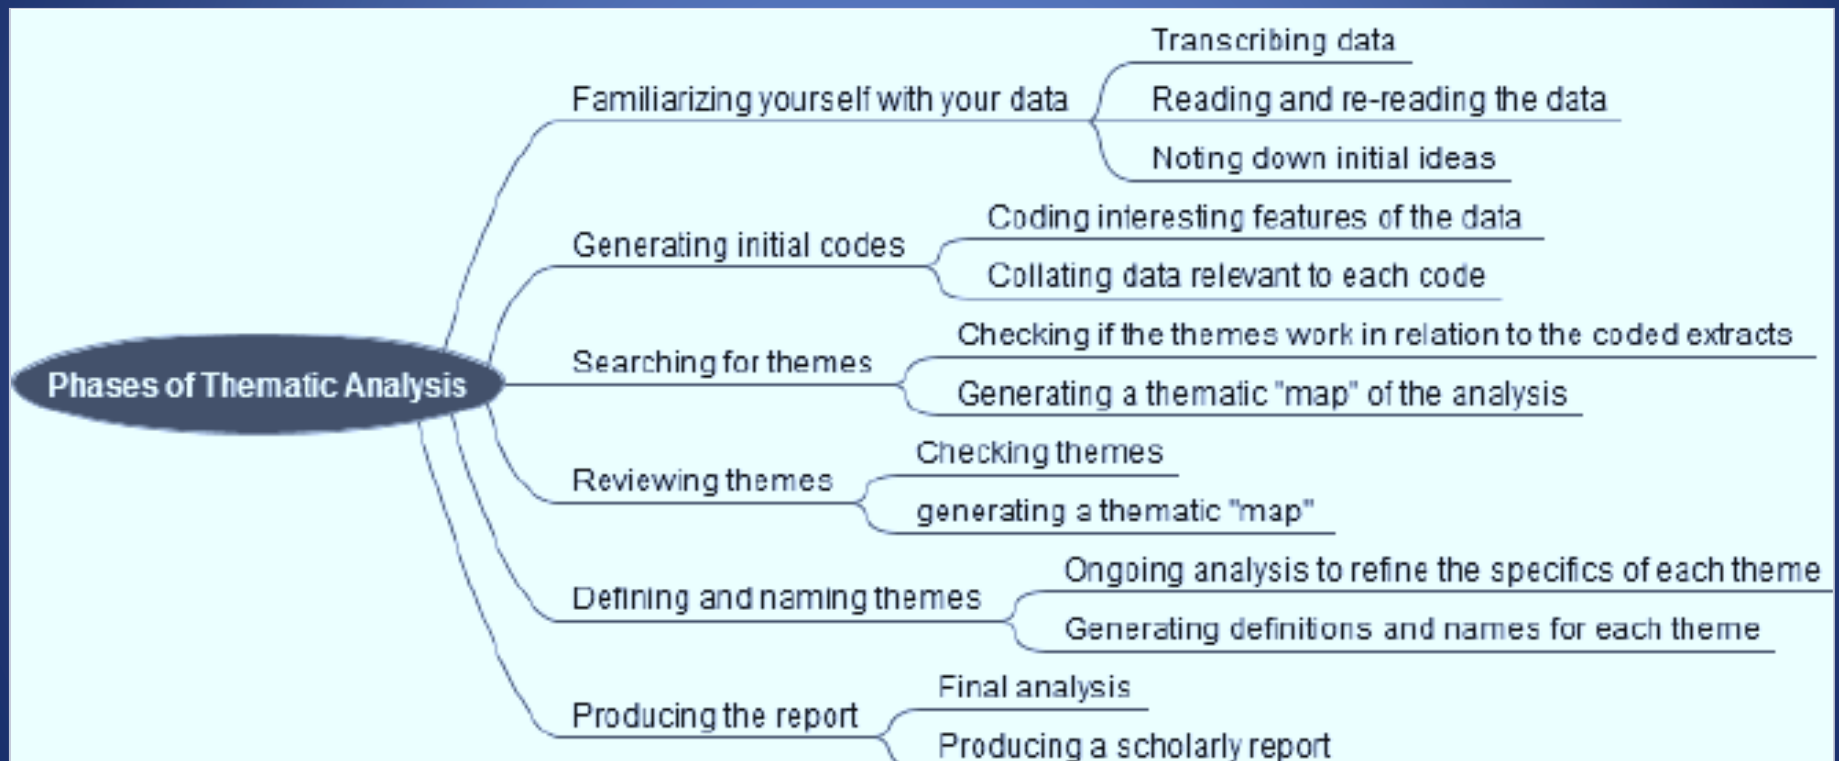 Phases of Thematic Analysis
Familiarizing yourself with your data
Transcribing data
Reading and re-reading the data
Noting down initial ideas
Generating initial codes
Coding interesting features of the data
Collating data relevant to each code
Searching for themes
Checking if the themes work in relation to the coded extracts
Generating a thematic "map" of the analysis
Reviewing themes
Checking themes
generating a thematic "map"
Defining and naming themes
Ongoing analysis to refine the specifics of each theme
Generating definitions and names for each theme
Producing the report
Final analysis
Producing a scholarly report